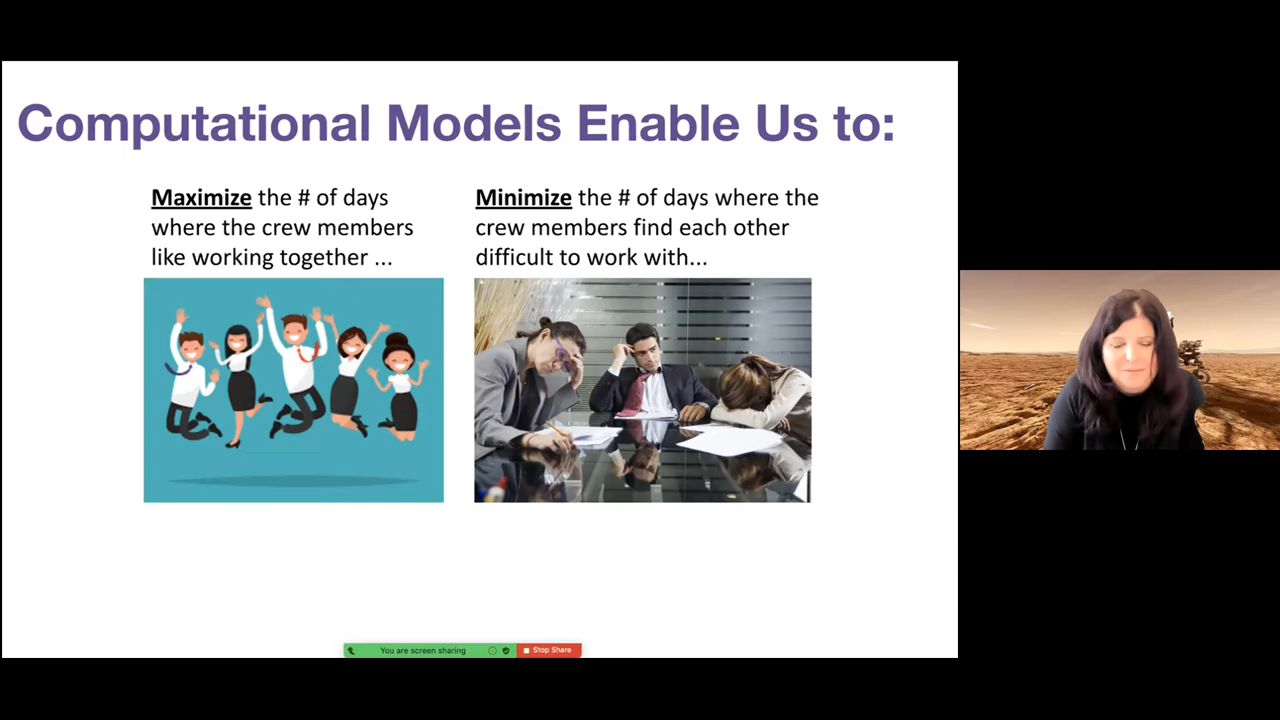 Computational Models Enable Us to:
Maximize the # of days
where the crew members
like working together ...
Minimize the # of days where the
crew members find each other
difficult to work with...
You are screen sharing
Stop Share